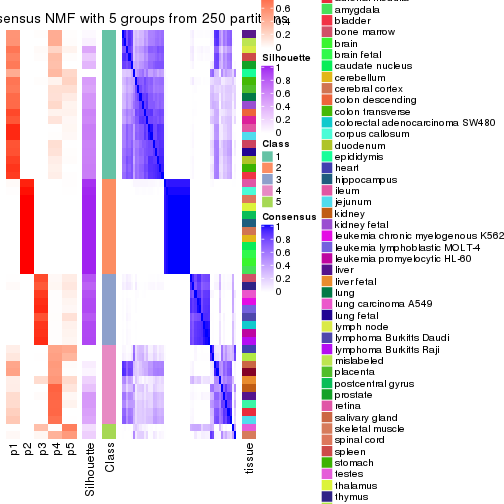 sensus NMF with 5 groups from 250 partitions
0.6
0.4
0.2
0
Silhouette
1
0.8
0.6
0.4
0.2
0
Class
1
2
3
4
5
Consensus
1
0.8
0.6
0.4
0.2
0
amygdala
bladder
bone marrow
brain
brain fetal
caudate nucleus
cerebellum
cerebral cortex
colon descending
colon transverse
colorectal adenocarcinoma SW480
corpus callosum
duodenum
epididymis
heart
hippocampus
ileum
jejunum
kidney
kidney fetal
leukemia chronic myelogenous K562
leukemia lymphoblastic MOLT-4
leukemia promyelocytic HL-60
liver
liver fetal
lung
lung carcinoma A549
lung fetal
lymph node
lymphoma Burkitts Daudi
lymphoma Burkitts Raji
mislabeled
placenta
postcentral gyrus
prostate
retina
salivary gland
skeletal muscle
spinal cord
spleen
stomach
testes
thalamus
thymus
p1
p2
p3
p4
p5
Silhouette
Class
tissue